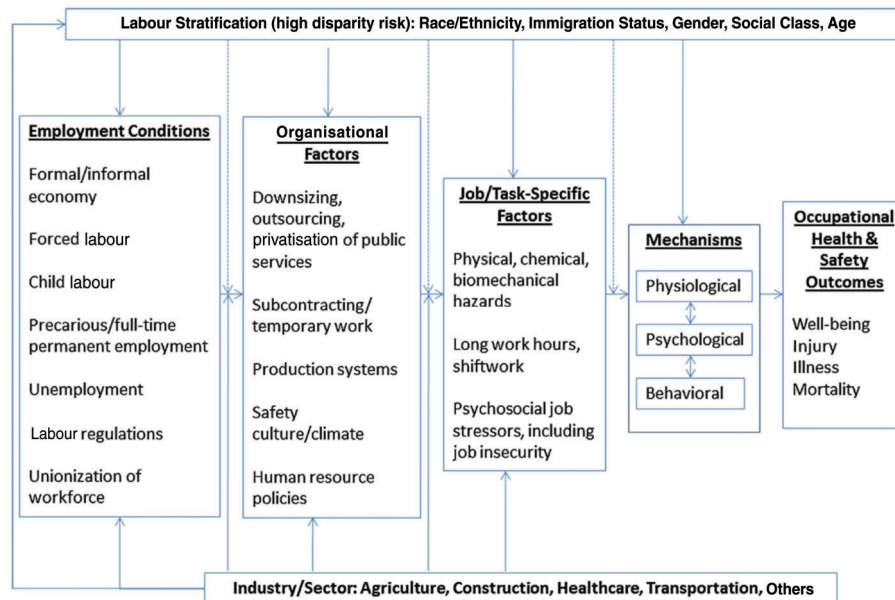 Labour Stratification (high disparity risk): Race/Ethnicity, Immigration Status, Gender, Social Class, Age
Employment Conditions
Formal/informal
economy
Forced labour
Child labour
Precarious/full-time
permanent employment
Unemployment
Labour regulations
Unionization of
workforce
Organisational
Factors
Downsizing,
outsourcing,
privatisation of public
services
Subcontracting/
temporary work
Production systems
Safety
culture/climate
Human resource
policies
Job/Task-Specific
Factors
Physical, chemical,
biomechanical
hazards
Long work hours,
shiftwork
Psychosocial job
stressors, including
job insecurity
Mechanisms
Physiological
Psychological
Behavioral
Occupational
Health &
Safety
Outcomes
Well-being
Injury
Illness
Mortality
Industry/Sector: Agriculture, Construction, Healthcare, Transportation, Others